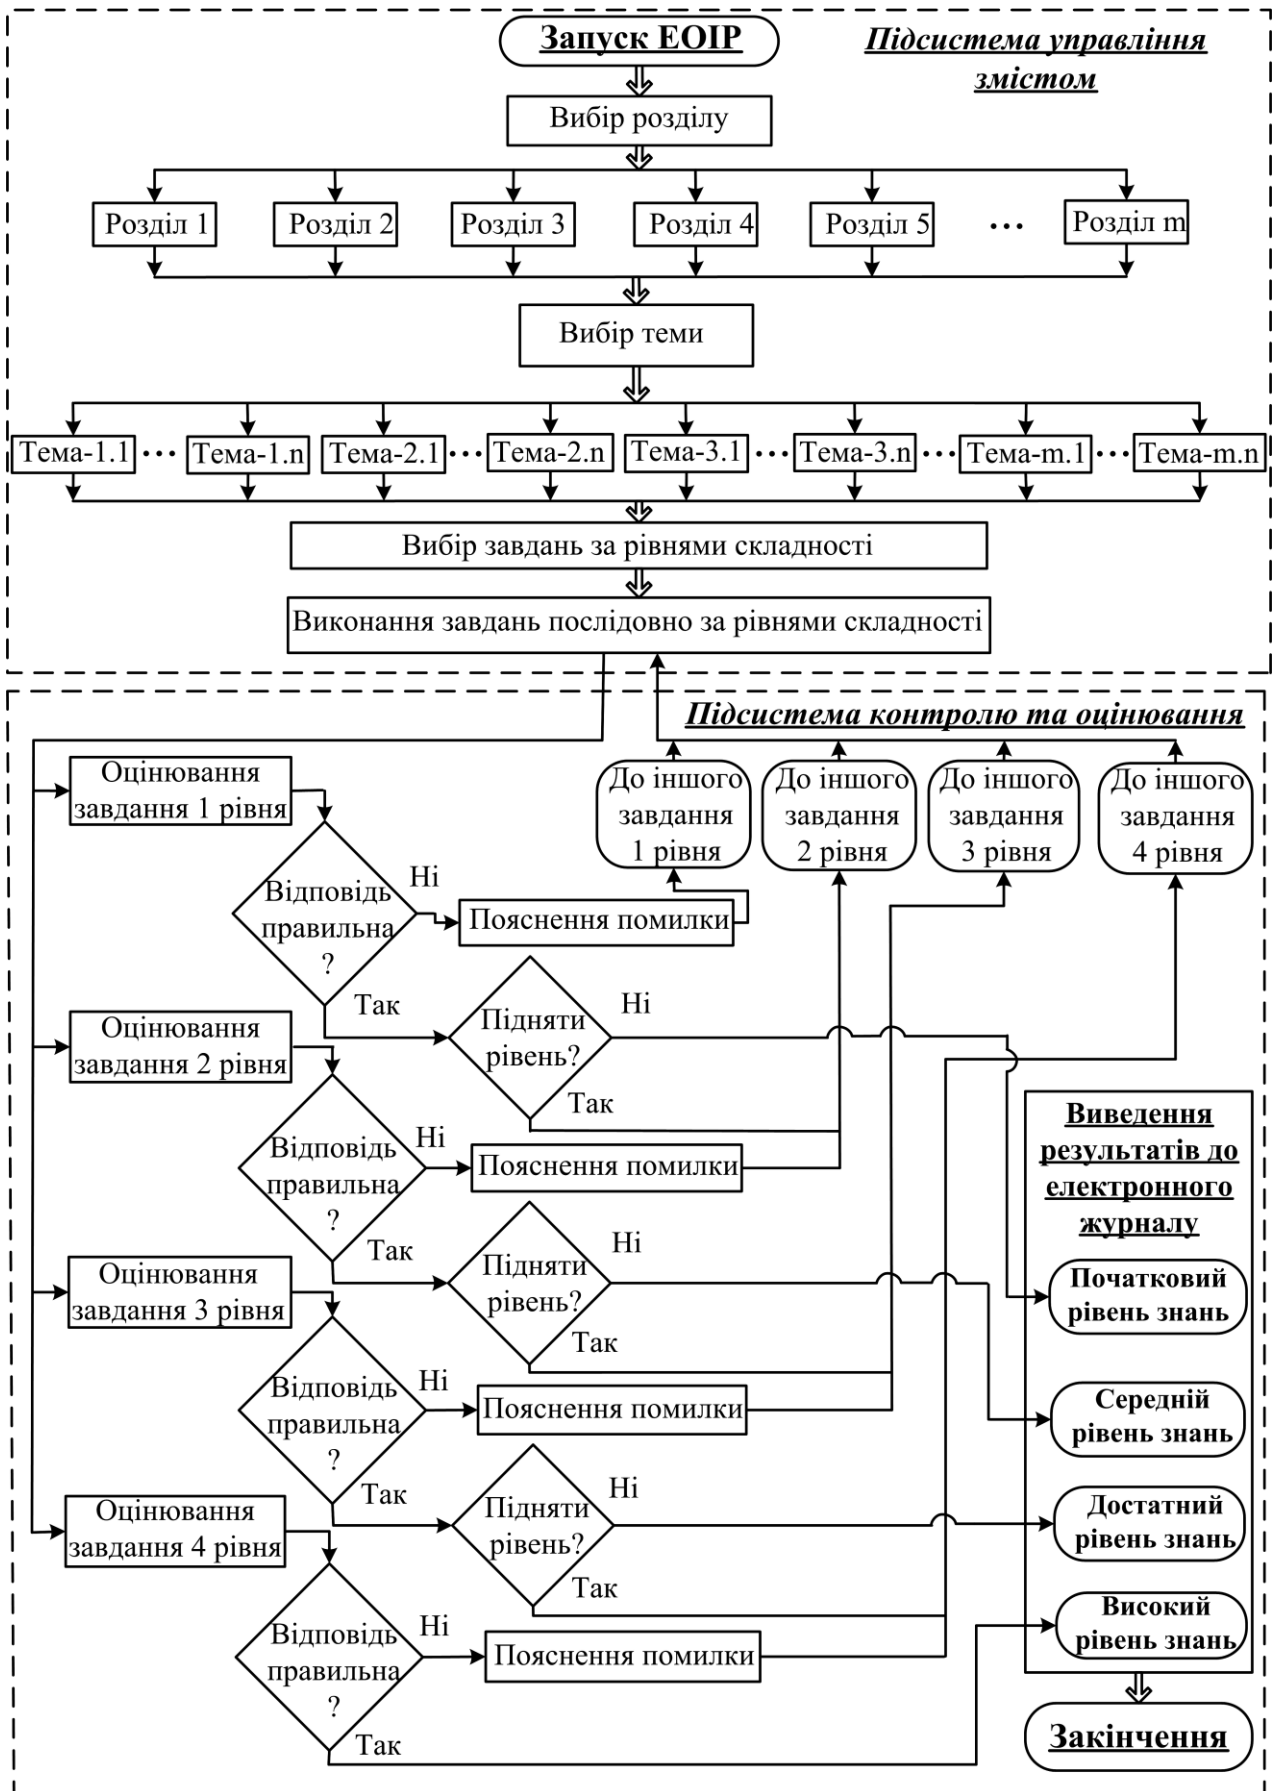 Запуск ЕОІР
Підсистема управління
змістом
Вибір розділу
Розділ 1
Розділ 2
Розділ 3
Розділ 4
Розділ 5
...
Розділ m
Вибір теми
Тема-1.1
...
Тема-1.n
Тема-2.1
...
Тема-2.n
Тема-3.1
...
Тема-3.n
...
Тема-m.1
...
Тема-m.n
Вибір завдань за рівнями складності
Виконання завдань послідовно за рівнями складності
Підсистема контролю та оцінювання
Оцінювання
завдання 1 рівня
До іншого
завдання
1 рівня
До іншого
завдання
2 рівня
До іншого
завдання
3 рівня
До іншого
завдання
4 рівня
Відповідь
правильна
?
Ні
Пояснення помилки
Так
Оцінювання
завдання 2 рівня
Підняти
рівень?
Ні
Так
Відповідь
правильна
?
Ні
Пояснення помилки
Так
Виведення
результатів до
електронного
журналу
Оцінювання
завдання 3 рівня
Підняти
рівень?
Ні
Так
Початковий
рівень знань
Відповідь
правильна
?
Ні
Пояснення помилки
Так
Середній
рівень знань
Оцінювання
завдання 4 рівня
Підняти
рівень?
Ні
Так
Достатний
рівень знань
Відповідь
правильна
?
Ні
Пояснення помилки
Так
Високий
рівень знань
Закінчення